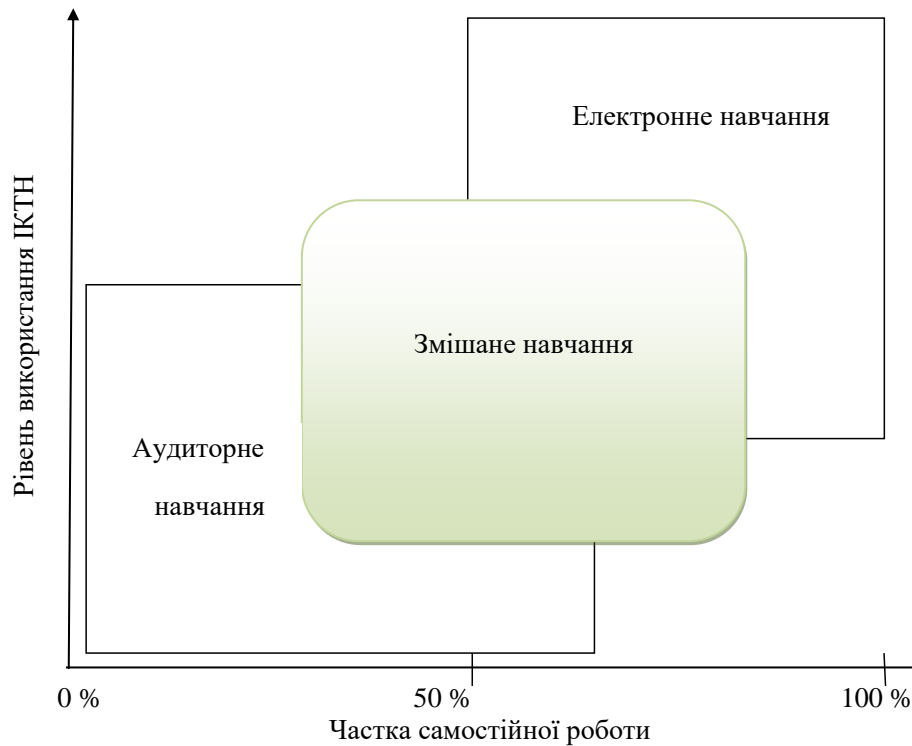 Рівень використання ІКТН
Електронне навчання
Змішане навчання
Аудиторне
навчання
0 %
50 %
100 %
Частка самостійної роботи